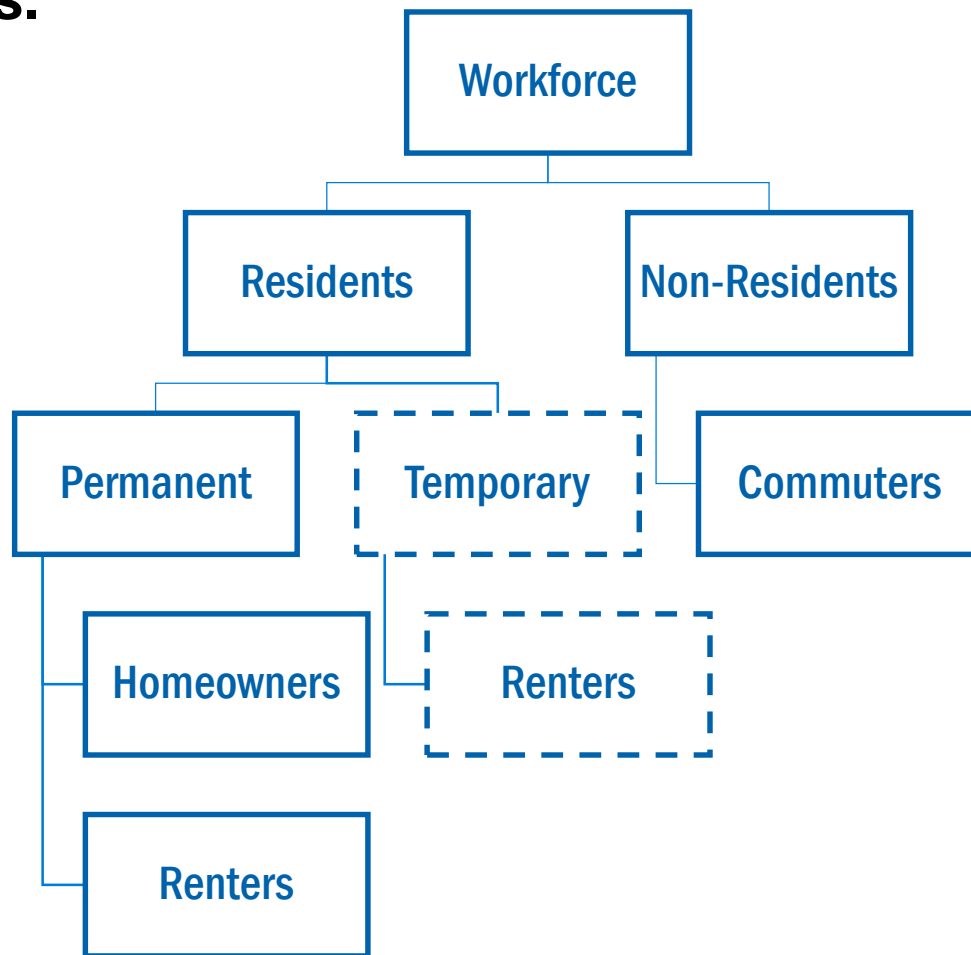 s.
Workforce
Residents
Non-Residents
Permanent
Temporary
Commuters
Homeowners
Renters
Renters